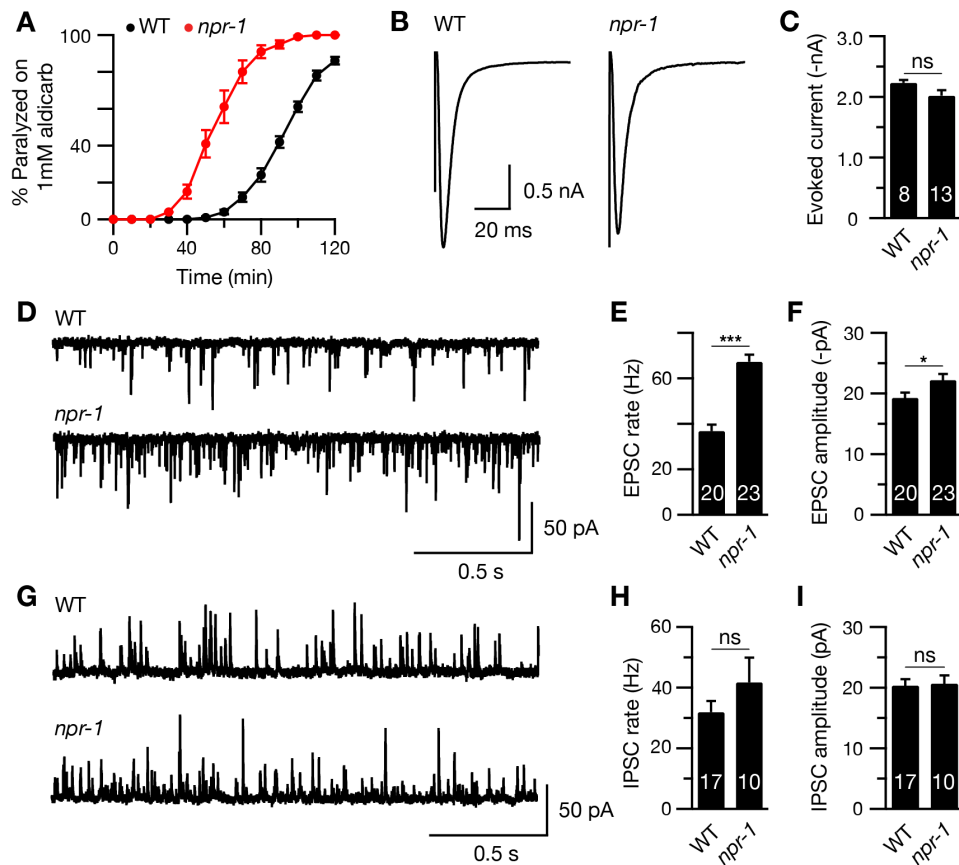 A
WT npr-1
% Paralyzed on
1mM aldicarb
100
40
0
0 40 80 120
Time (min)
B
WT npr-1
0.5 nA
20 ms
C
Evoked current (-nA)
3.0
2.0
1.0
0
ns
8 13
WT npr-1
D
WT
npr-1
50 pA
0.5 s
E
EPSC rate (Hz)
60
20
0
***
20 23
WT npr-1
F
EPSC amplitude (-pA)
30
20
10
0
*
20 23
WT npr-1
G
WT
npr-1
50 pA
0.5 s
H
IPSC rate (Hz)
60
40
20
0
ns
17 10
WT npr-1
I
IPSC amplitude (pA)
30
20
10
0
ns
17 10
WT npr-1